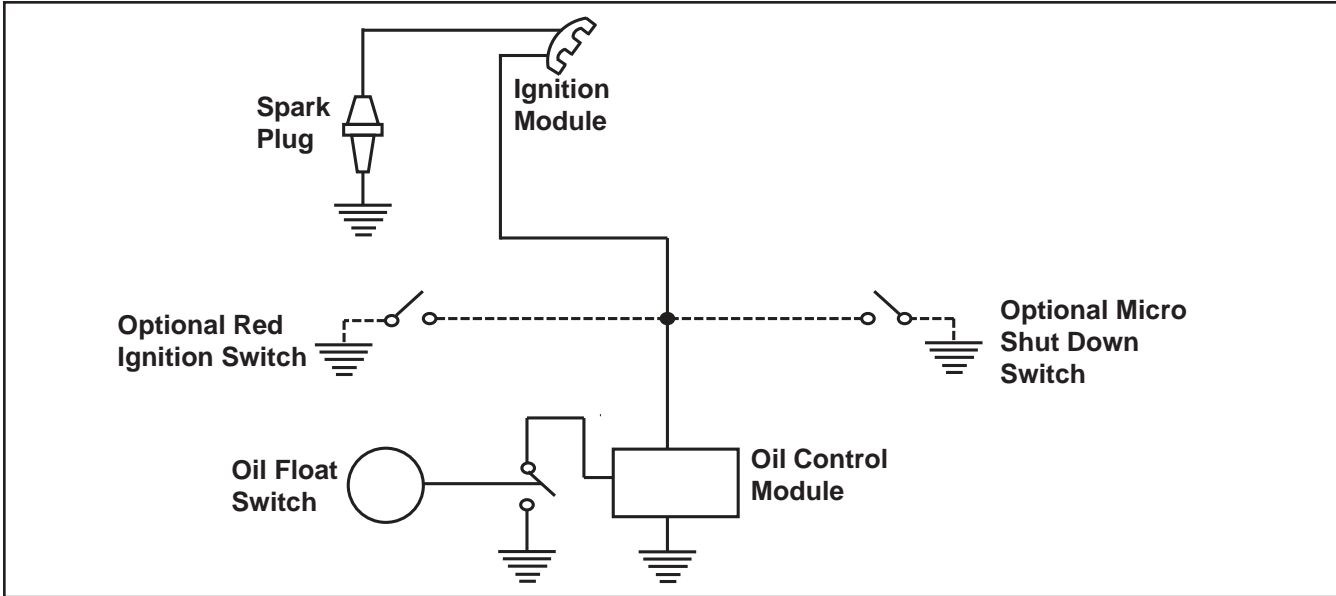 Spark
Plug
Ignition
Module
Optional Red
Ignition Switch
Optional Micro
Shut Down
Switch
Oil Float
Switch
Oil Control
Module